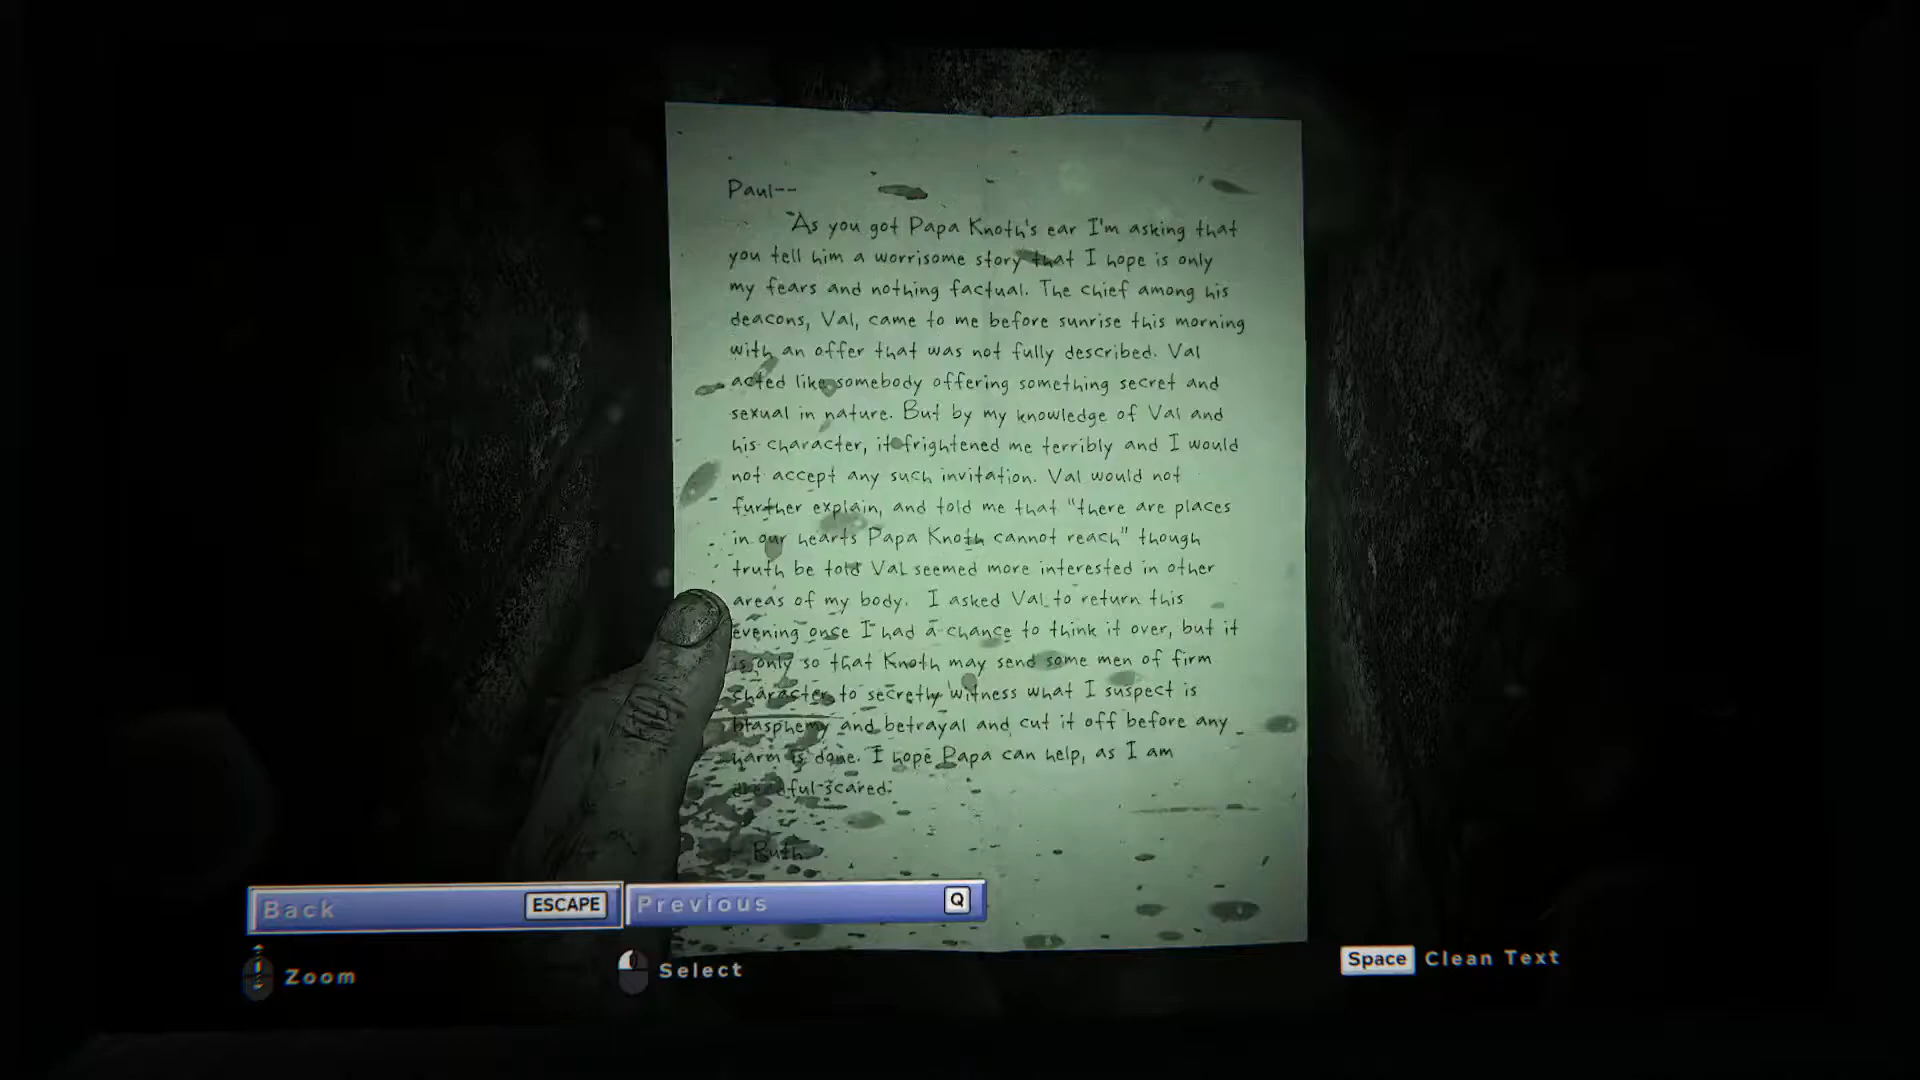 Paul--
"As you got Papa Knoth's ear I'm asking that
you tell him a worrisome story that I hope is only
my fears and nothing factual. The chief among his
deacons, Val, came to me before sunrise this morning
with an offer that was not fully described. Val
acted like somebody offering something secret and
sexual in nature. But by my knowledge of Val and
his character, it frightened me terribly and I would
not accept any such invitation. Val would not
further explain, and told me that "there are places
in our hearts Papa Knoth cannot reach" though
truth be told Val seemed more interested in other
areas of my body. I asked Val to return this
evening once I had a chance to think it over, but it
is only so that Knoth may send some men of firm
character to secretly witness what I suspect is
blasphemy and betrayal and cut it off before any
harm is done. I hope Papa can help, as I am
dreadful scared.
- Ruth
Back ESCAPE Previous Q
Zoom Select Space Clean Text